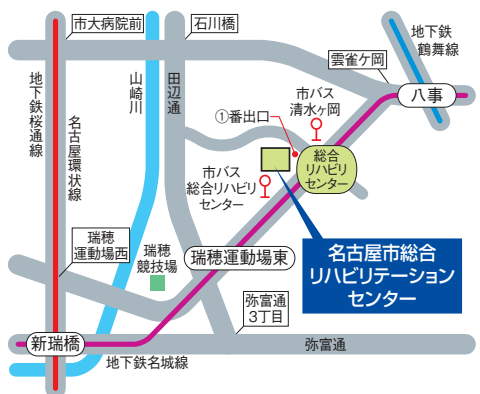 市大病院前
石川橋
地下鉄
鶴舞線
雲雀ケ岡
八事
地下鉄桜通線
名古屋環状線
山崎川
田辺通
市バス
清水ヶ岡
①番出口
総合
リハビリ
センター
市バス
総合リハビリ
センター
瑞穂
運動場西
瑞穂
競技場
瑞穂運動場東
名古屋市総合
リハビリテーション
センター
弥富通
3丁目
新瑞橋
弥富通
地下鉄名城線